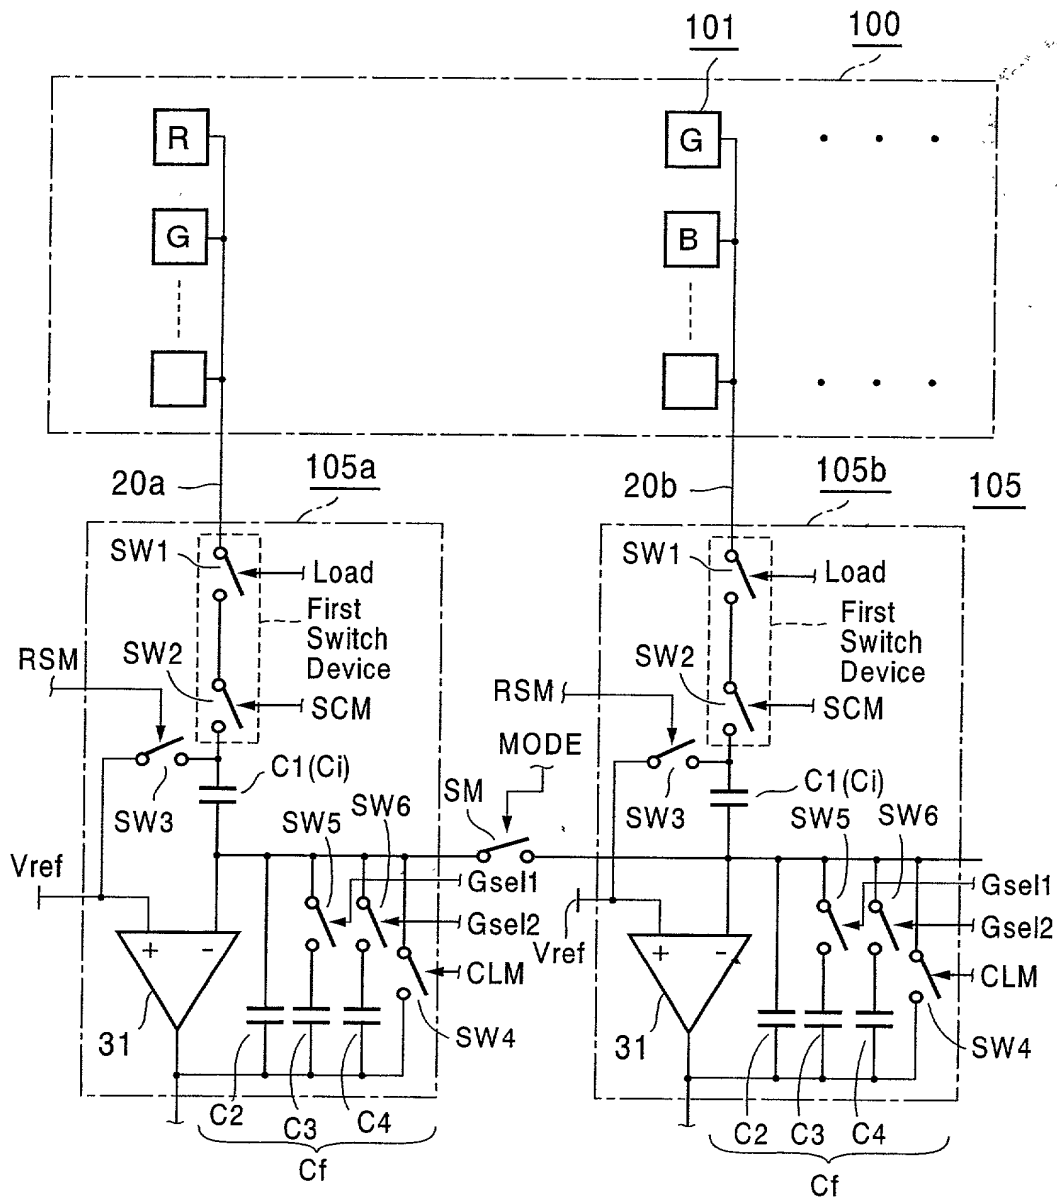 101
100
R
G
G
B
20a
105a
20b
105b
105
SW1
Load
First
Switch
Device
SW2
RSM
SCM
SW1
Load
First
Switch
Device
SW2
RSM
SCM
MODE
C1(Ci)
SW3
SM
SW5
SW6
C1(Ci)
SW3
SW5
SW6
Vref
Gsel1
Gsel2
CLM
Vref
Gsel1
Gsel2
CLM
+
-
+
-
31
SW4
31
SW4
C2
C3
C4
Cf
C2
C3
C4
Cf